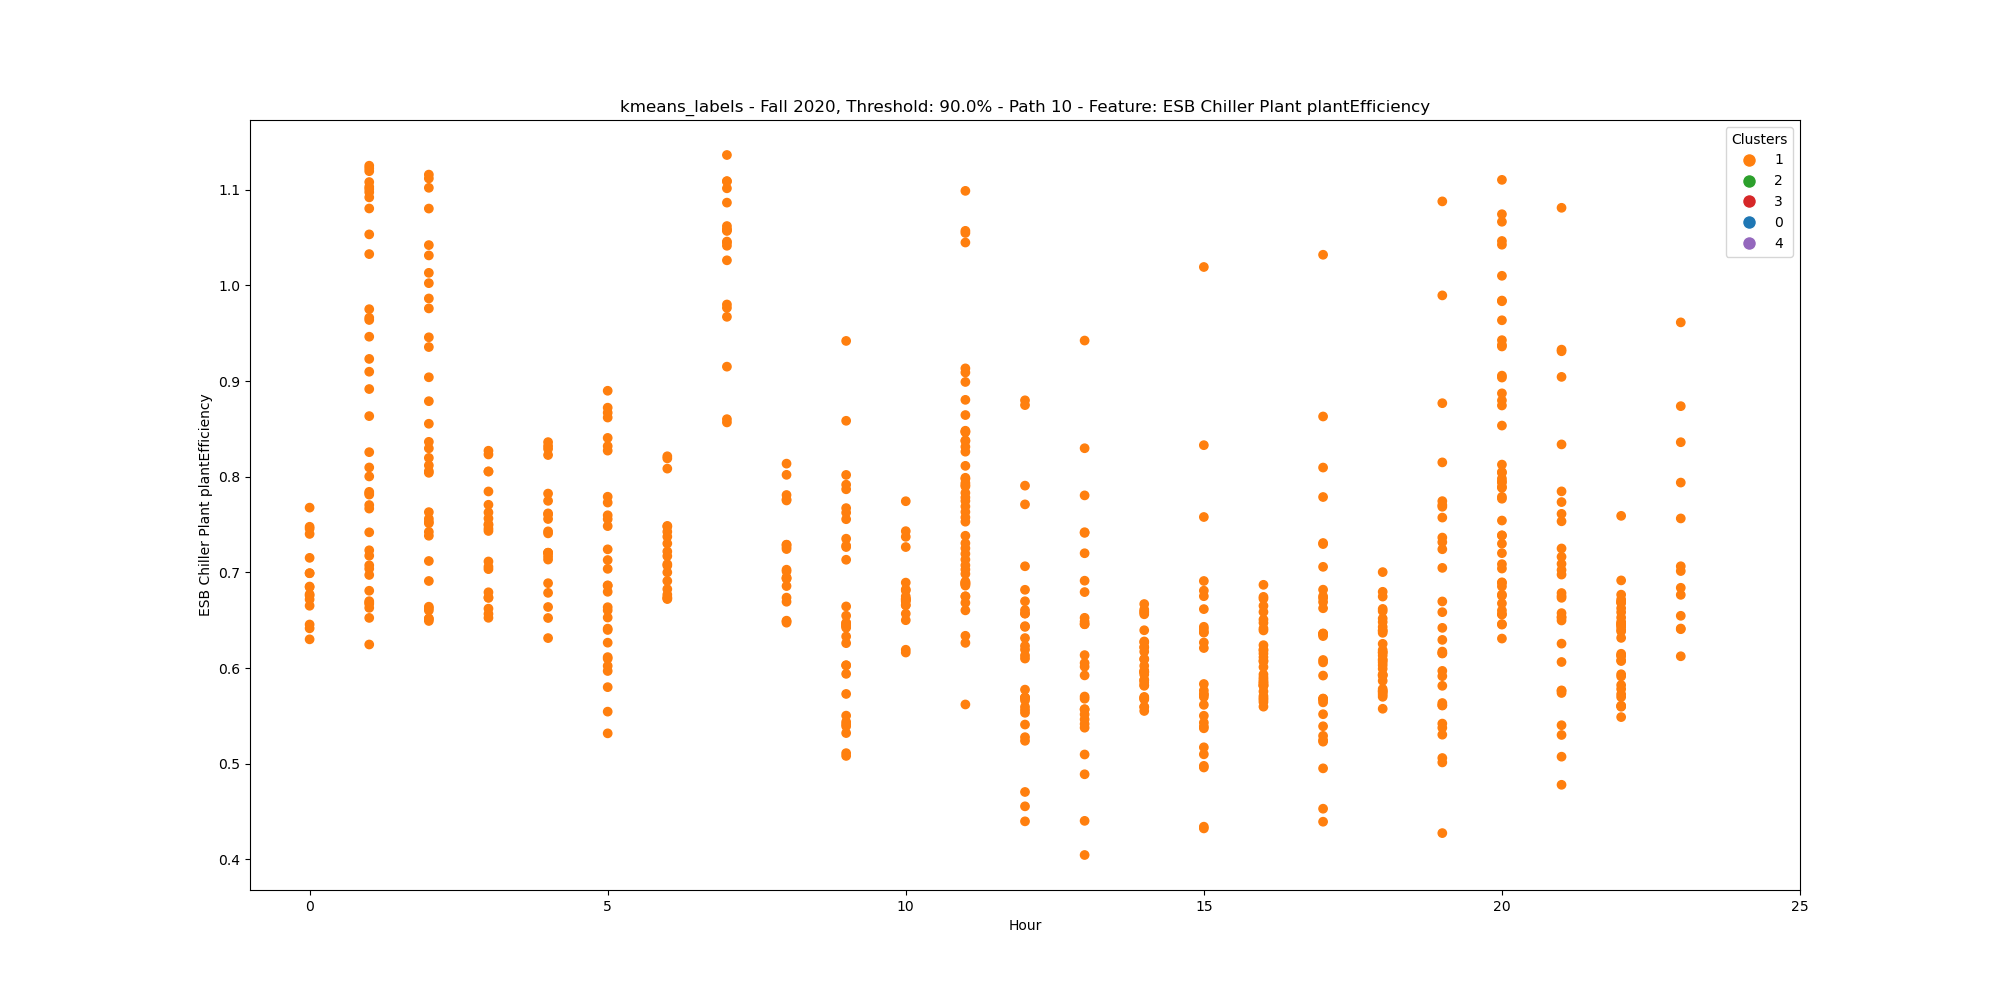 kmeans_labels - Fall 2020, Threshold: 90.0% - Path 10 - Feature: ESB Chiller Plant plantEfficiency
Clusters
1
2
3
0
4
ESB Chiller Plant plantEfficiency
1.1
1.0
0.9
0.8
0.7
0.6
0.5
0.4
0 5 10 15 20 25
Hour